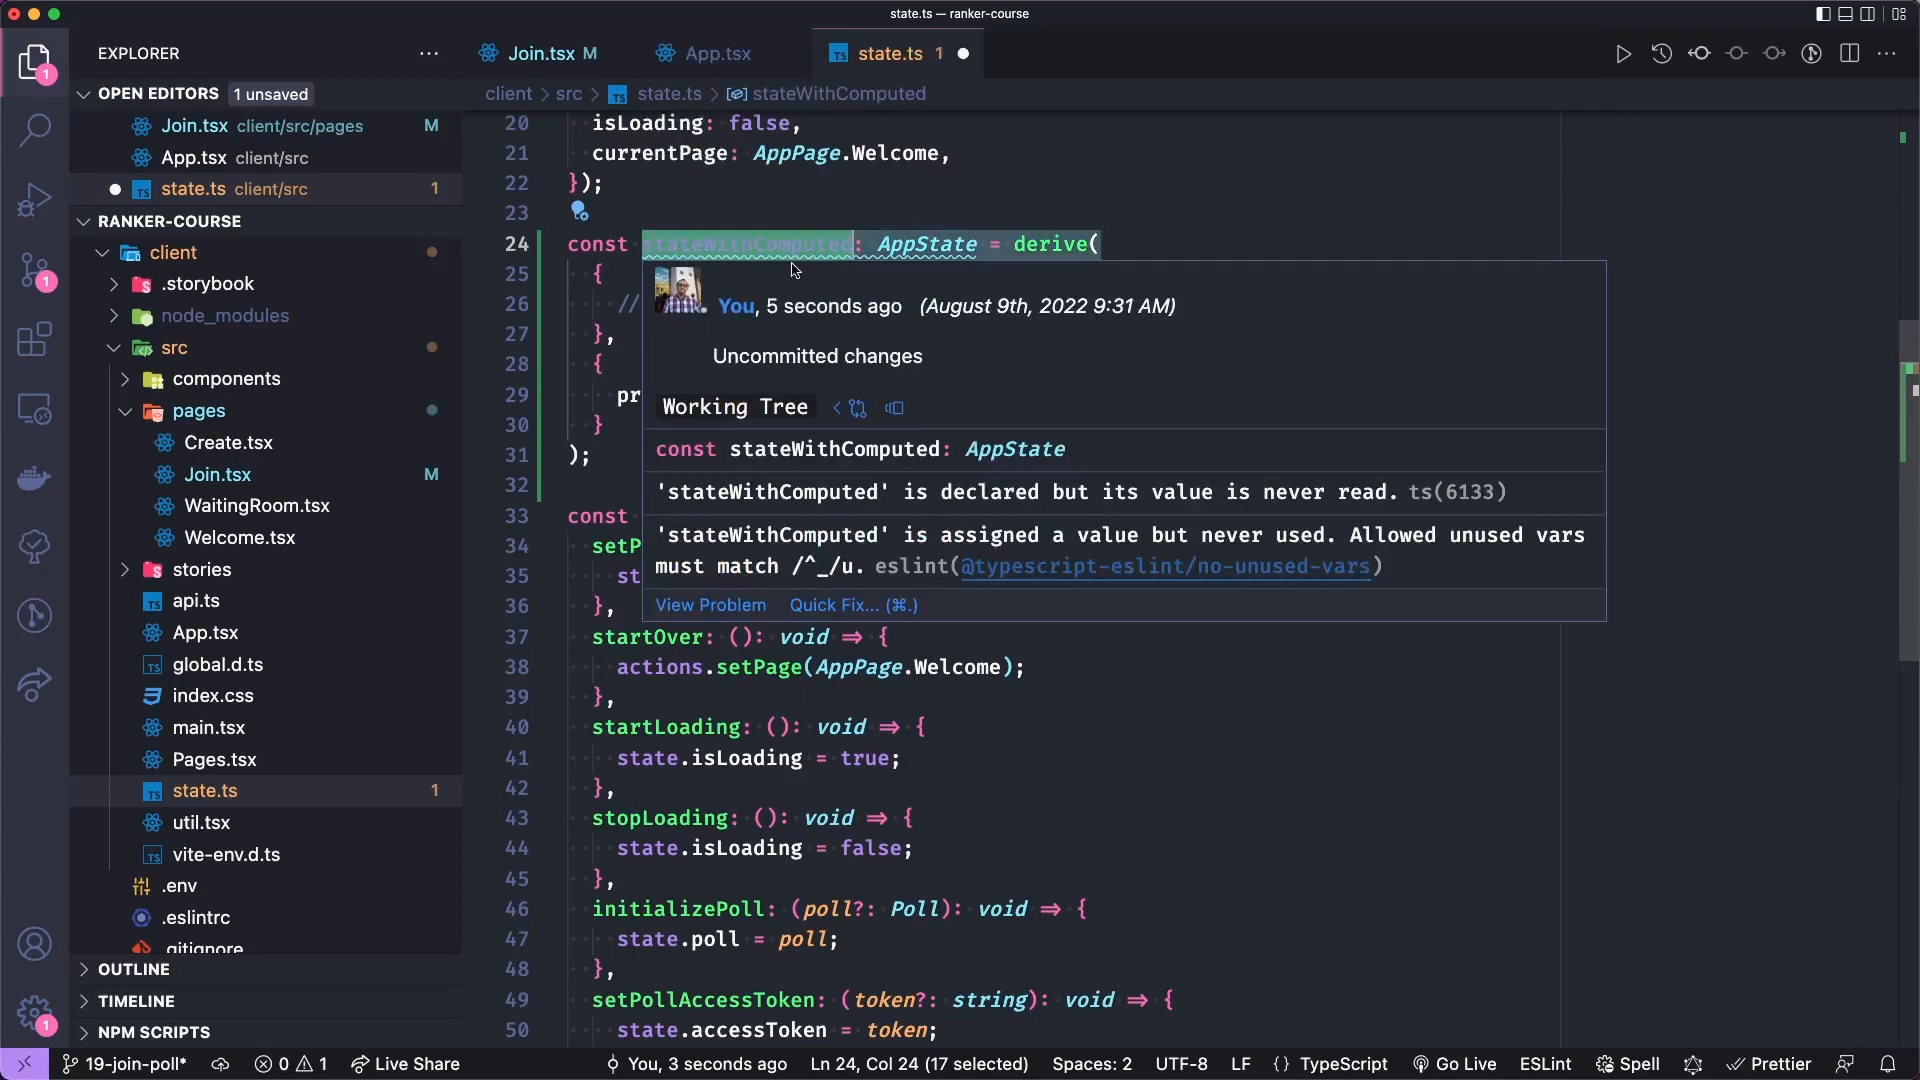 state.ts — ranker-course
EXPLORER
Join.tsx M
App.tsx
state.ts 1
OPEN EDITORS 1 unsaved
client > src > TS state.ts > stateWithComputed
Join.tsx client/src/pages M
App.tsx client/src
TS state.ts client/src 1
RANKER-COURSE
client
.storybook
node_modules
src
components
pages
Create.tsx
Join.tsx M
WaitingRoom.tsx
Welcome.tsx
stories
TS api.ts
App.tsx
TS global.d.ts
index.css
main.tsx
Pages.tsx
TS state.ts 1
util.tsx
TS vite-env.d.ts
.env
.eslintrc
.gitignore
OUTLINE
TIMELINE
NPM SCRIPTS
20 isLoading: false,
21 currentPage: AppPage.Welcome,
22 });
23
24 const stateWithComputed: AppState = derive(
25 {
26 //
27 },
28 {
29 pr
30 }
31 );
32
33 const
34 setP
35 st
36 },
37 startOver: (): void ⇒ {
38 actions.setPage(AppPage.Welcome);
39 },
40 startLoading: (): void ⇒ {
41 state.isLoading = true;
42 },
43 stopLoading: (): void ⇒ {
44 state.isLoading = false;
45 },
46 initializePoll: (poll?: Poll): void ⇒ {
47 state.poll = poll;
48 },
49 setPollAccessToken: (token?: string): void ⇒ {
50 state.accessToken = token;
You, 5 seconds ago (August 9th, 2022 9:31 AM)
Uncommitted changes
Working Tree
const stateWithComputed: AppState
'stateWithComputed' is declared but its value is never read. ts(6133)
'stateWithComputed' is assigned a value but never used. Allowed unused vars
must match /^_/u. eslint(@typescript-eslint/no-unused-vars)
View Problem Quick Fix... (⌘.)
1
1
1
19-join-poll* 0 1 Live Share You, 3 seconds ago Ln 24, Col 24 (17 selected) Spaces: 2 UTF-8 LF {} TypeScript Go Live ESLint Spell Prettier